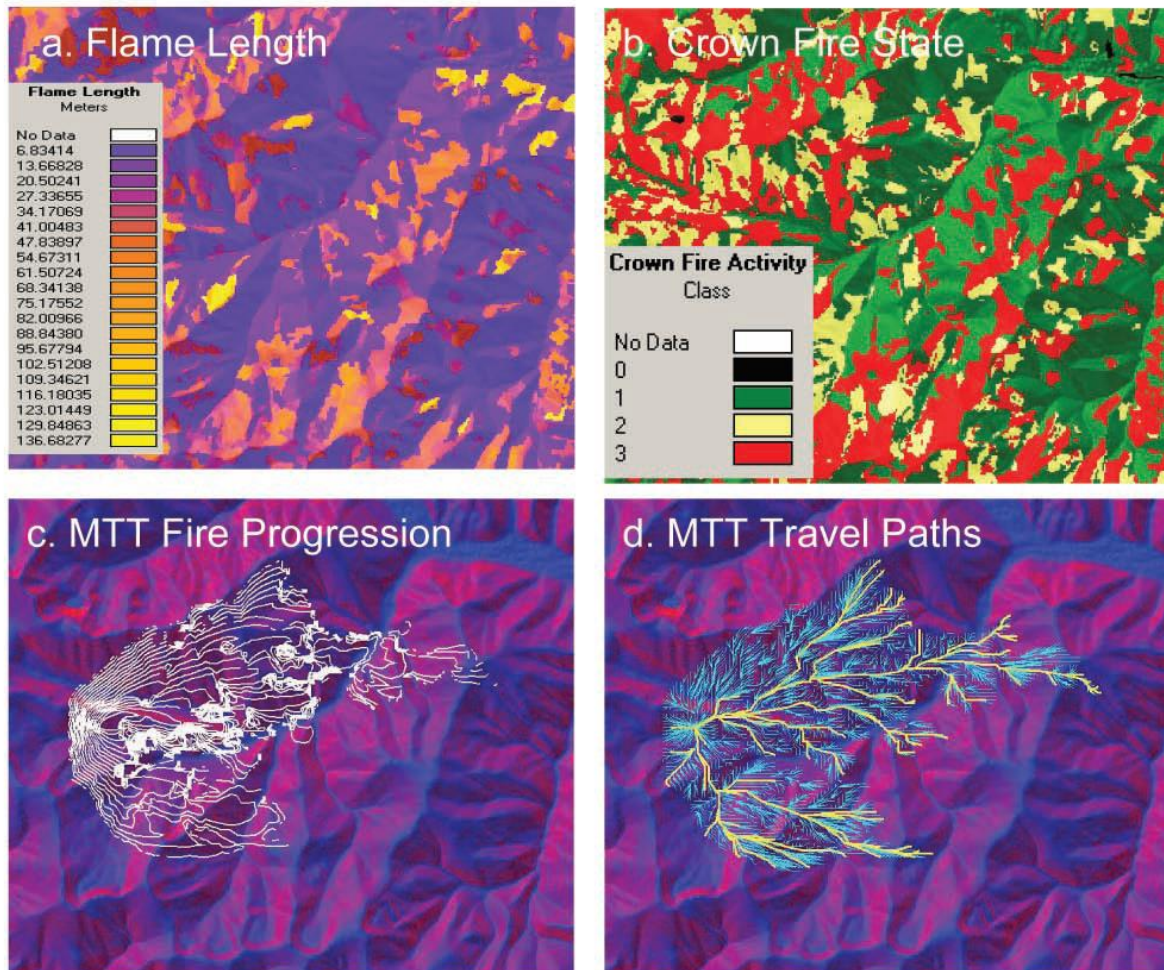 a. Flame Length
Flame Length
Meters
No Data
6.83414
13.66828
20.50241
27.33655
34.17069
41.00483
47.83897
54.67311
61.50724
68.34138
75.17552
82.00966
88.84380
95.67794
102.51208
109.34621
116.18035
123.01449
129.84863
136.68277
b. Crown Fire State
Crown Fire Activity
Class
No Data
0
1
2
3
c. MTT Fire Progression
d. MTT Travel Paths